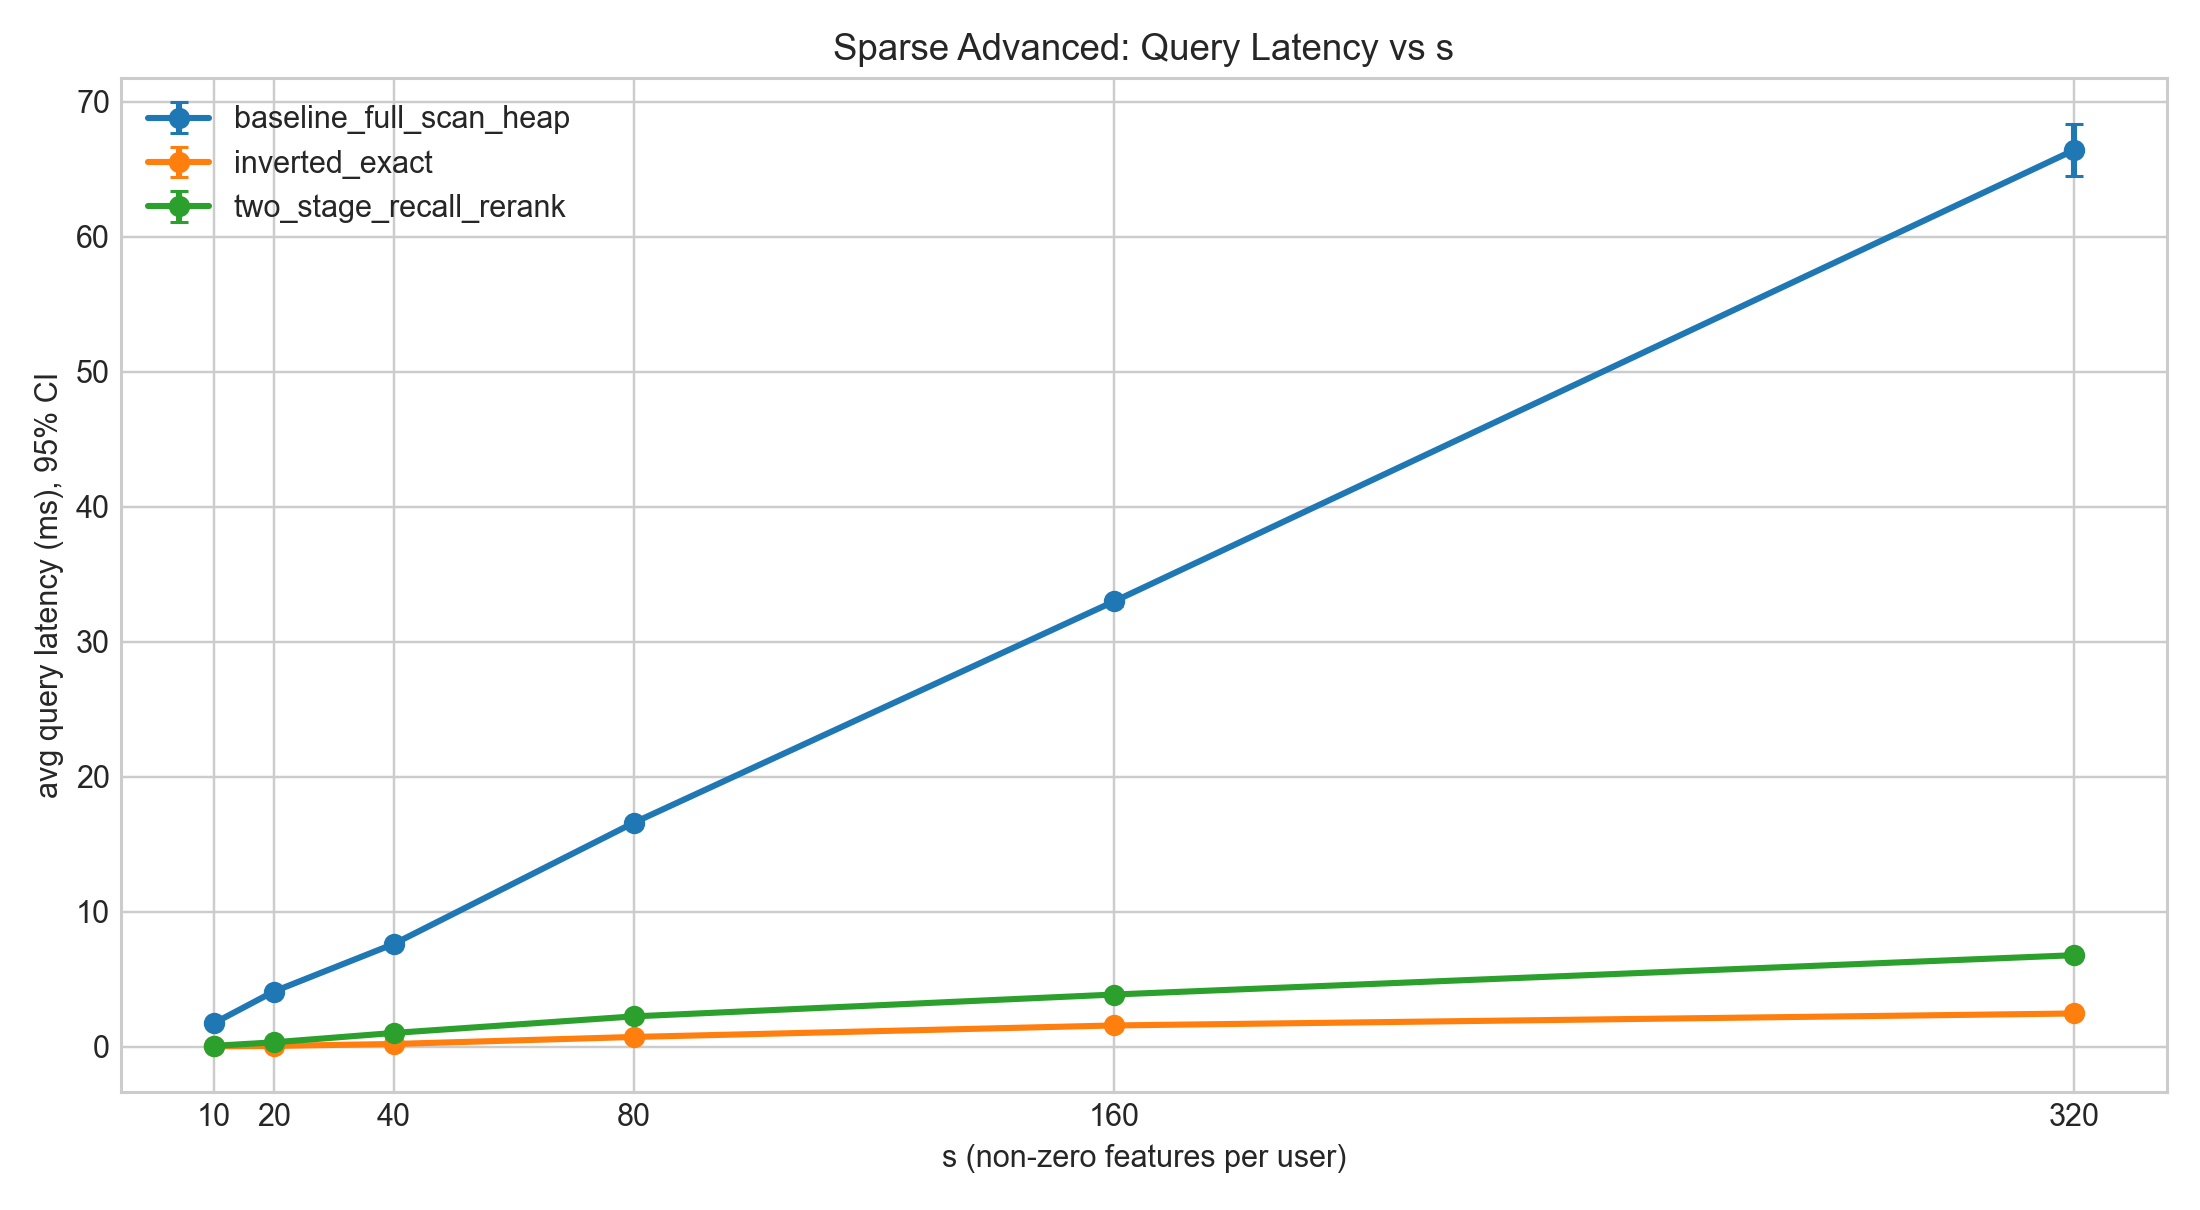 Sparse Advanced: Query Latency vs s
baseline_full_scan_heap
inverted_exact
two_stage_recall_rerank
avg query latency (ms), 95% CI
70
60
50
40
30
20
10
0
10 20 40 80 160 320
s (non-zero features per user)